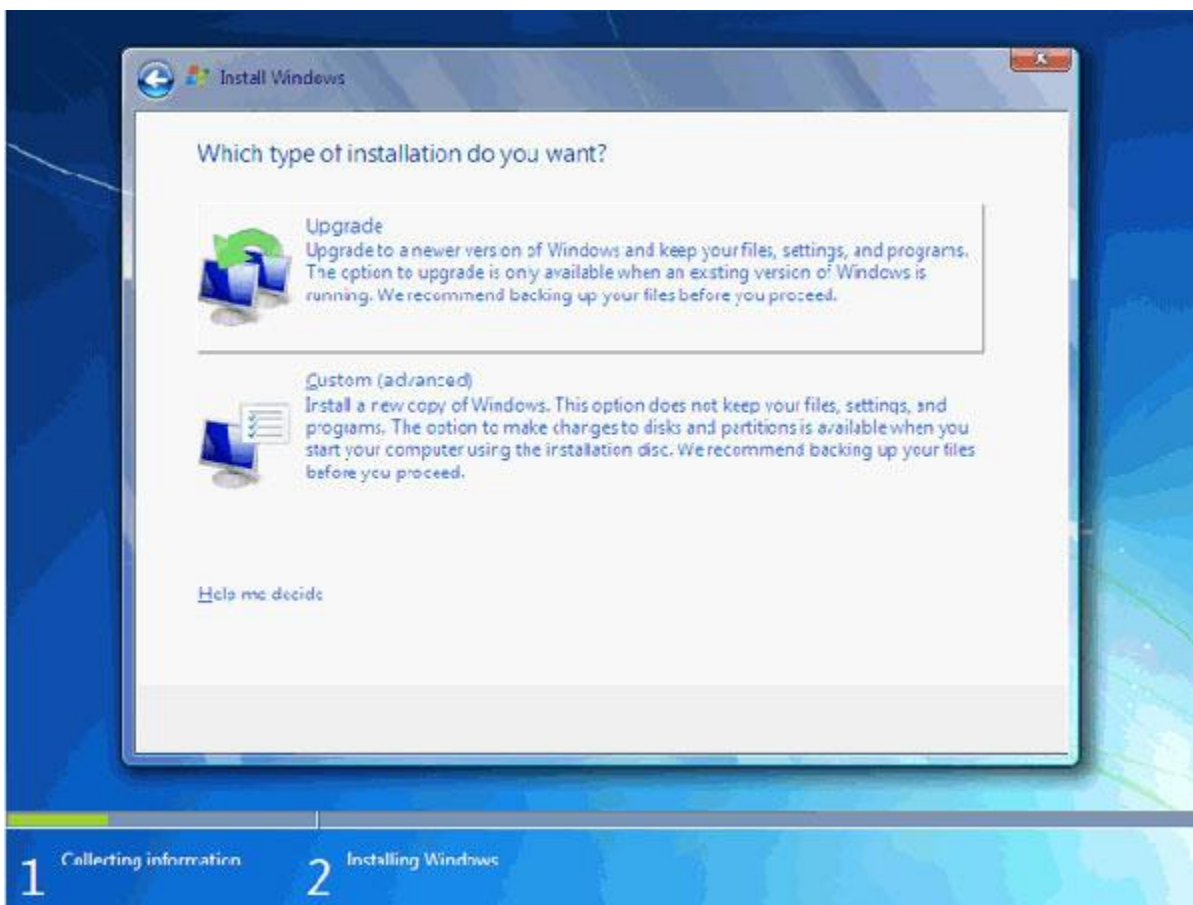 Install Windows
Which type of installation do you want?
Upgrade
Upgrade to a newer version of Windows and keep your files, settings, and programs.
The option to upgrade is only available when an existing version of Windows is
running. We recommend backing up your files before you proceed.
Custom (advanced)
Install a new copy of Windows. This option does not keep your files, settings, and
programs. The option to make changes to disks and partitions is available when you
start your computer using the installation disc. We recommend backing up your files
before you proceed.
Help me decide
1 Collecting information 2 Installing Windows